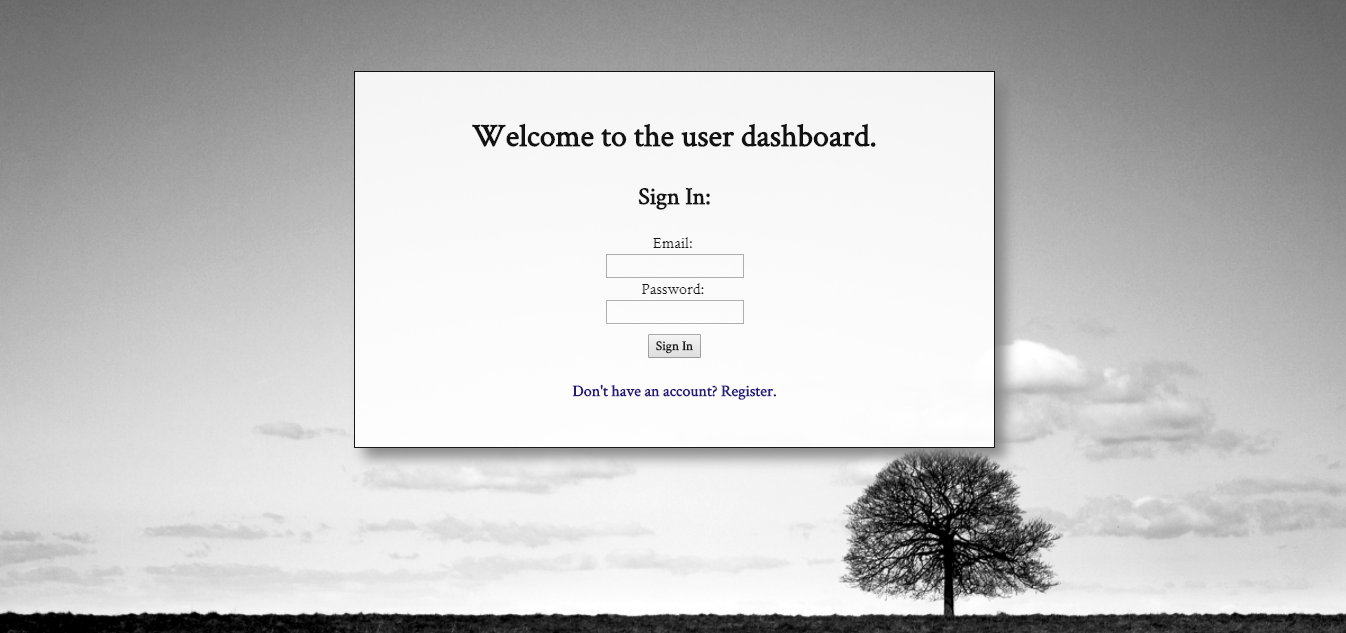 Welcome to the user dashboard.
Sign In:
Email:
Password:
Sign In
Don't have an account? Register.